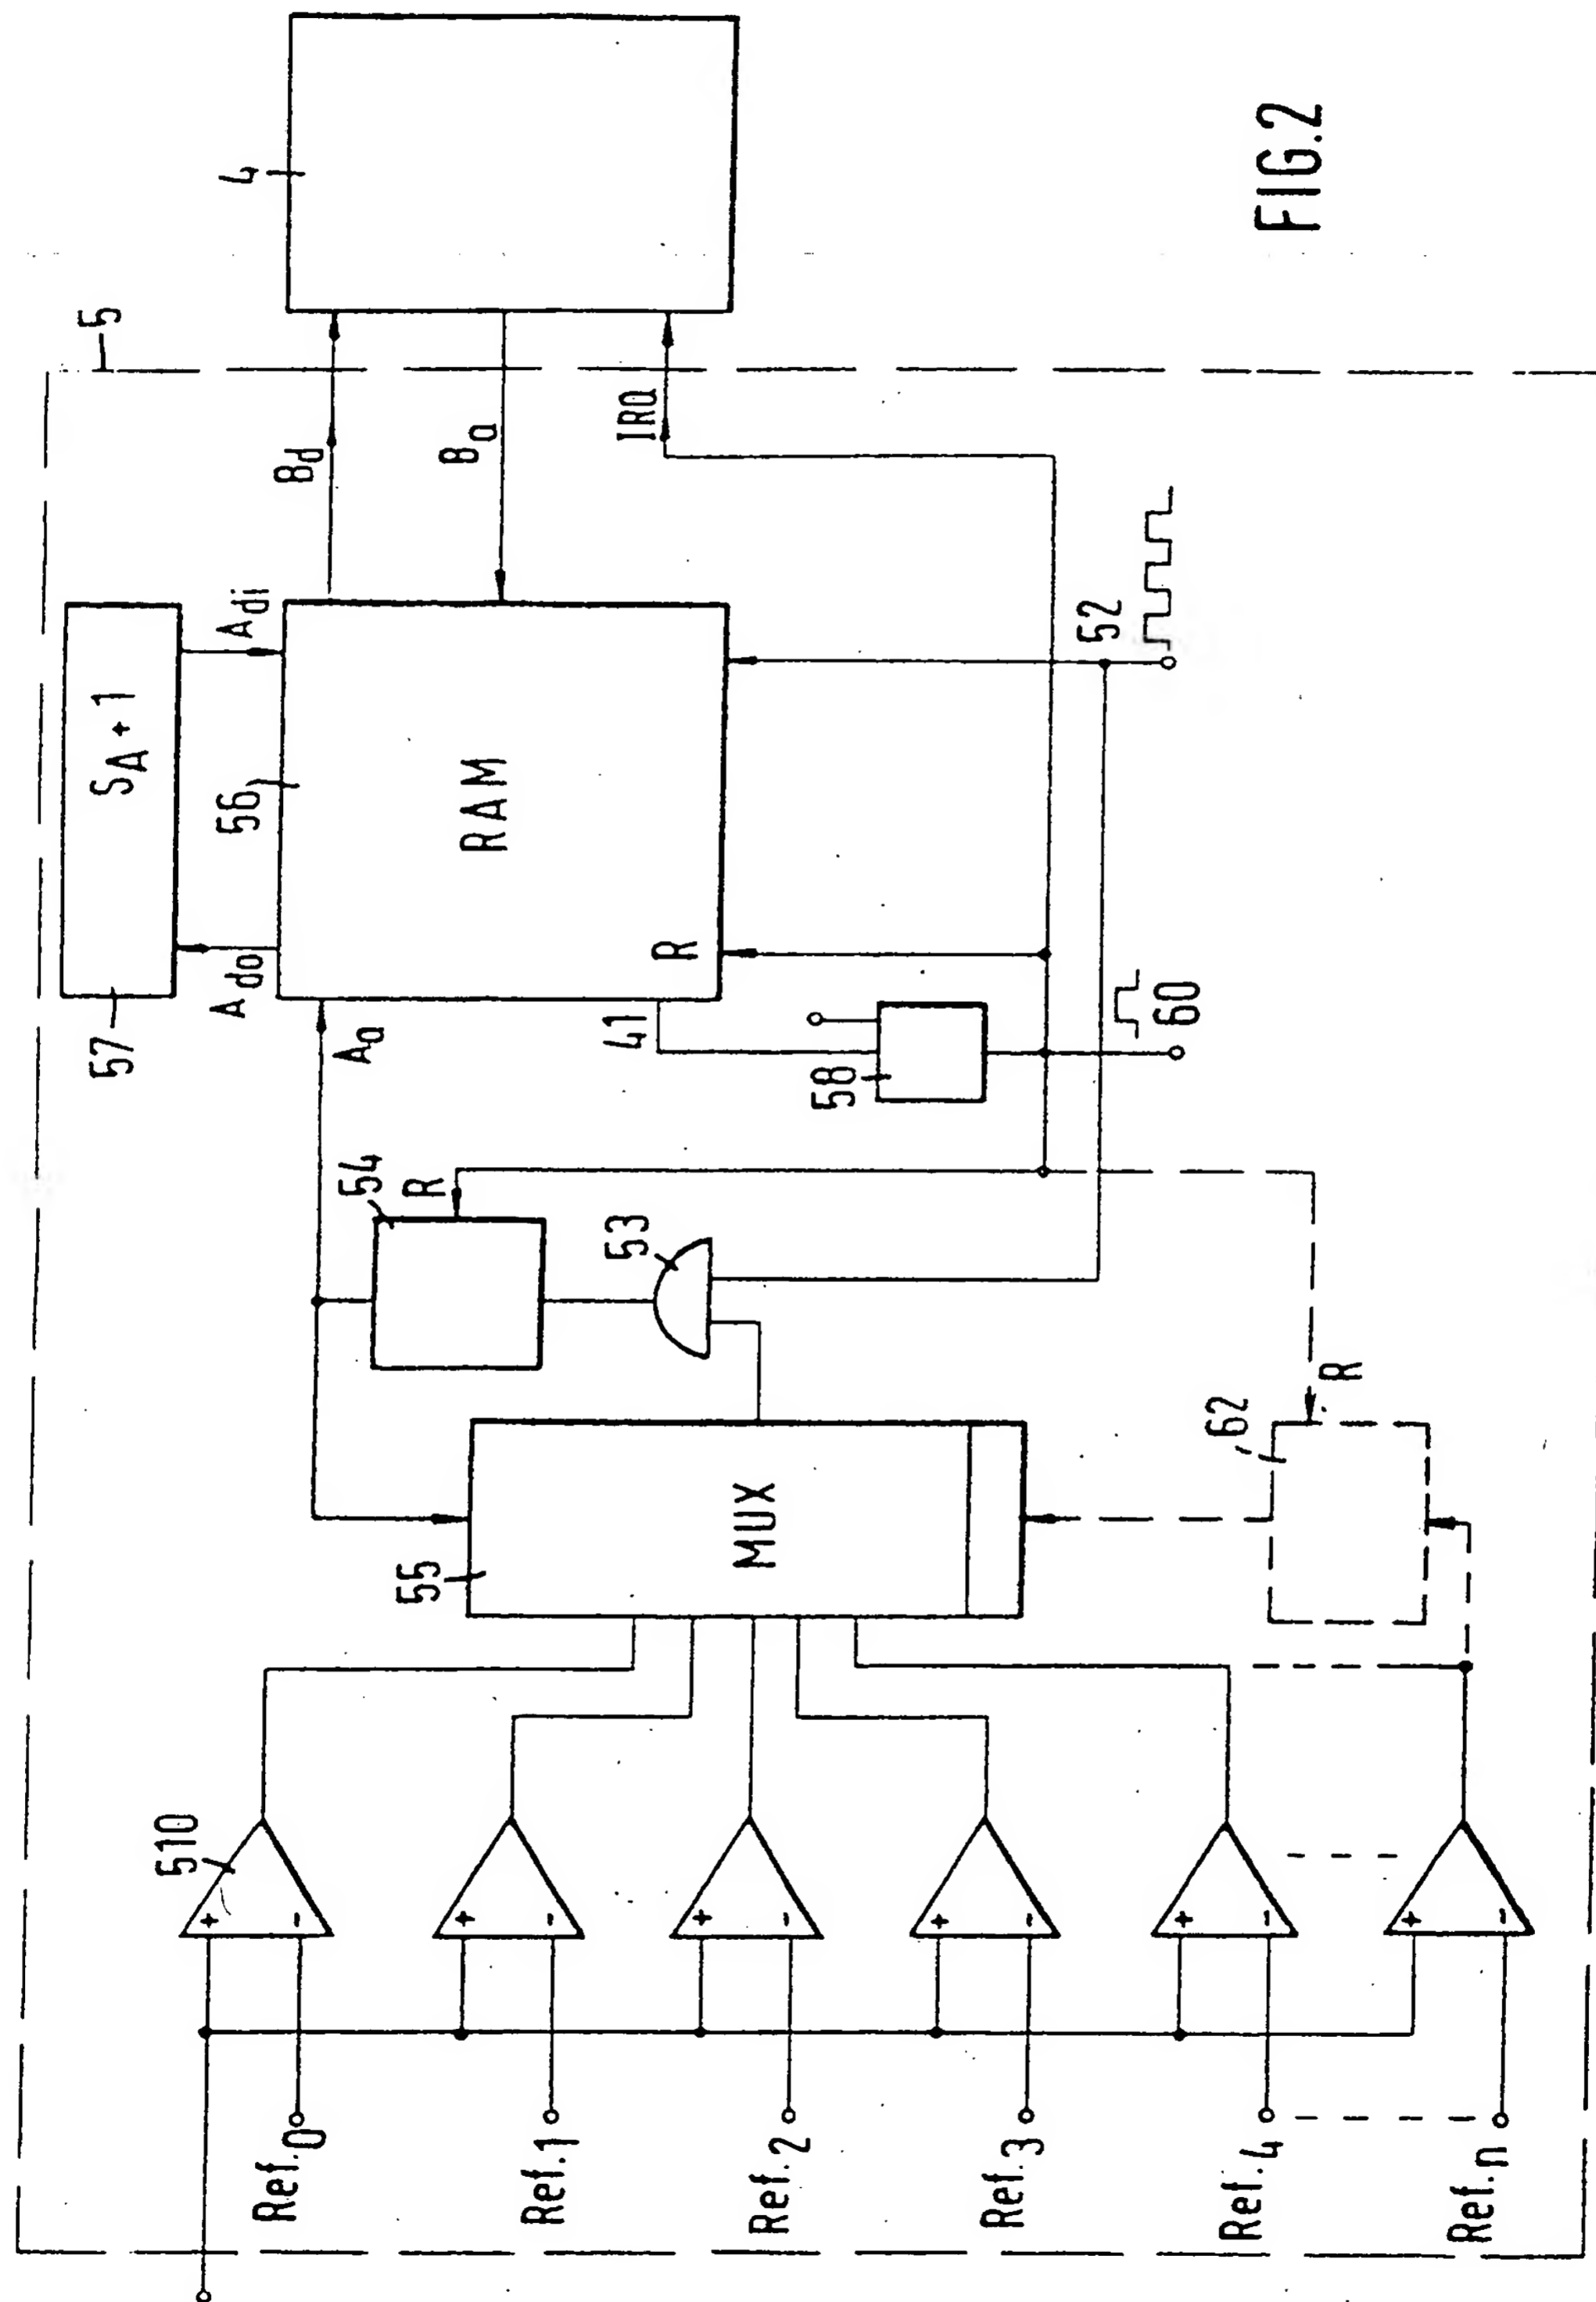 5
57
S_A + 1
A_do
A_di
56
4
A_a
RAM
R
B_d
B_a
IRQ
41
58
60
52
54
R
53
55
MUX
62
R
510
+
-
+
-
+
-
+
-
+
-
+
-
Ref.0
Ref.1
Ref.2
Ref.3
Ref.4
Ref.n
FIG.2